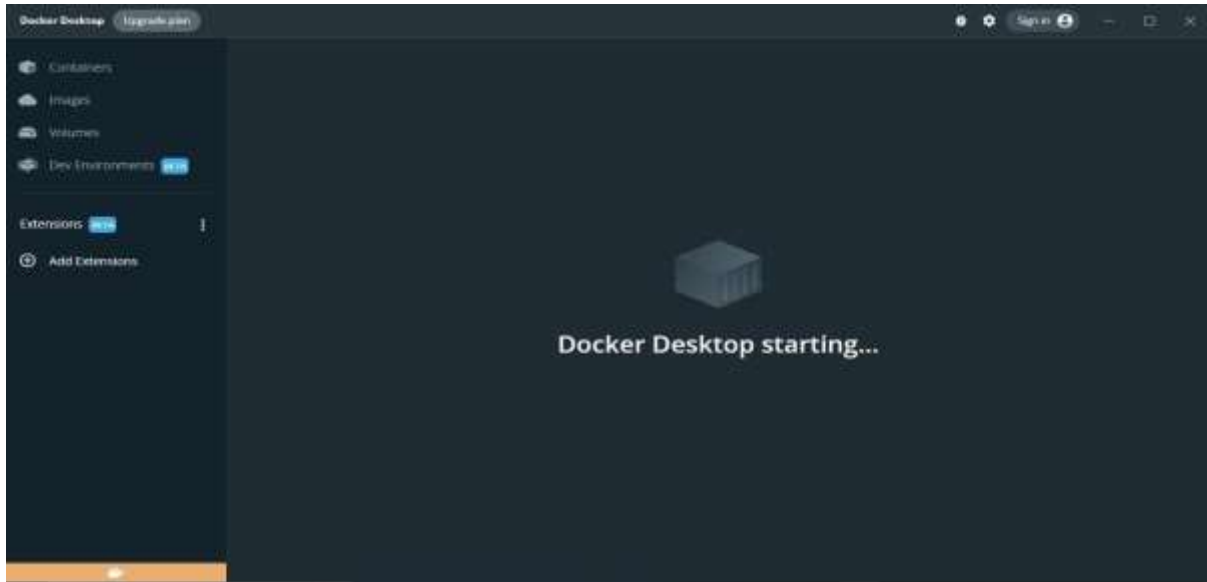 Docker Desktop Upgrade plan Sign in
Containers
Images
Volumes
Dev Environments BETA
Extensions BETA
Add Extensions
Docker Desktop starting...